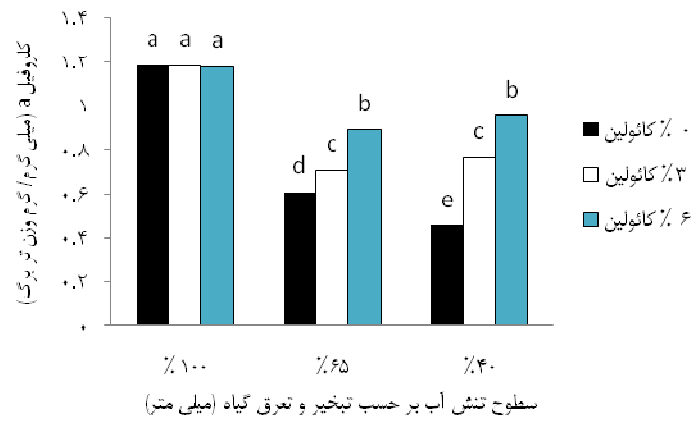 کلروفیل a (میلی گرم/ گرم وزن تر برگ)
۱.۴
۱.۲
۱
۰.۸
۰.۶
۰.۴
۰.۲
۰
a a a
d c b
e c b
٪۱۰۰
٪۶۵
٪۴۰
سطوح تنش آب بر حسب تبخیر و تعرق گیاه (میلی متر)
۰ ٪ کائولین
۳٪ کائولین
۶ ٪ کائولین